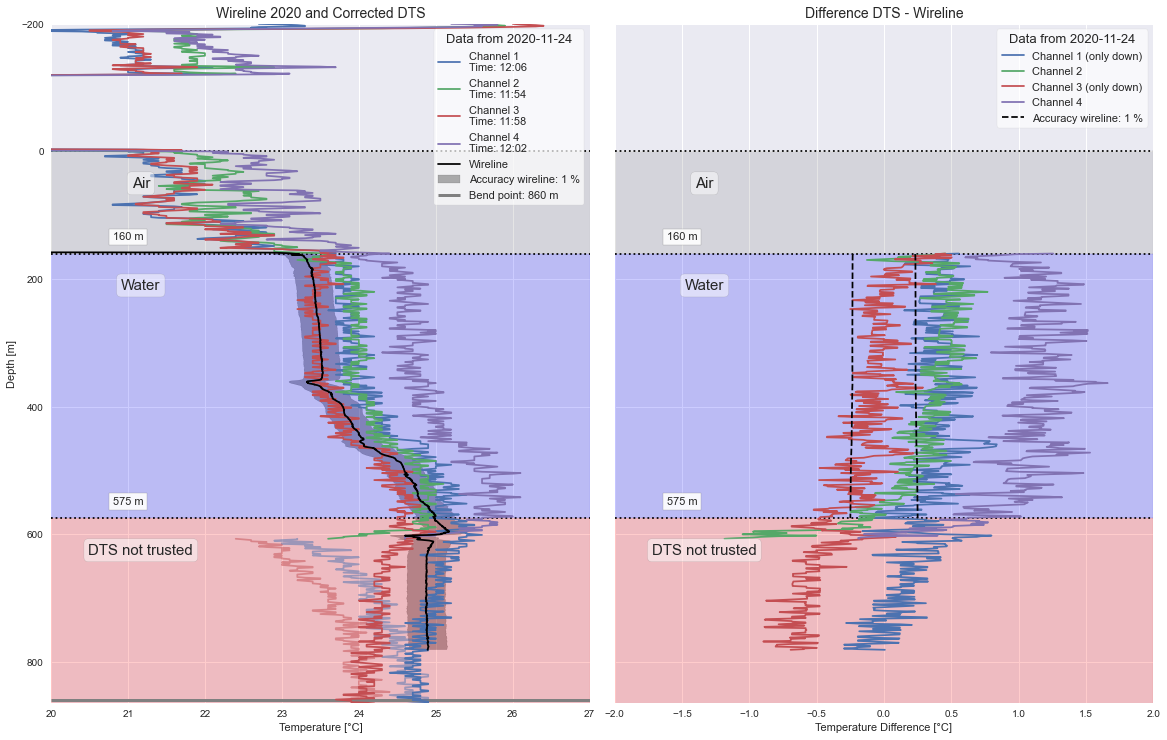 Wireline 2020 and Corrected DTS
Difference DTS - Wireline
Data from 2020-11-24
Channel 1
Time: 12:06
Channel 2
Time: 11:54
Channel 3
Time: 11:58
Channel 4
Time: 12:02
Wireline
Accuracy wireline: 1 %
Bend point: 860 m
Data from 2020-11-24
Channel 1 (only down)
Channel 2
Channel 3 (only down)
Channel 4
Accuracy wireline: 1 %
Air
160 m
Water
575 m
DTS not trusted
Air
160 m
Water
575 m
DTS not trusted
Depth [m]
−200
0
200
400
600
800
20 21 22 23 24 25 26 27
Temperature [°C]
−2.0 −1.5 −1.0 −0.5 0.0 0.5 1.0 1.5 2.0
Temperature Difference [°C]